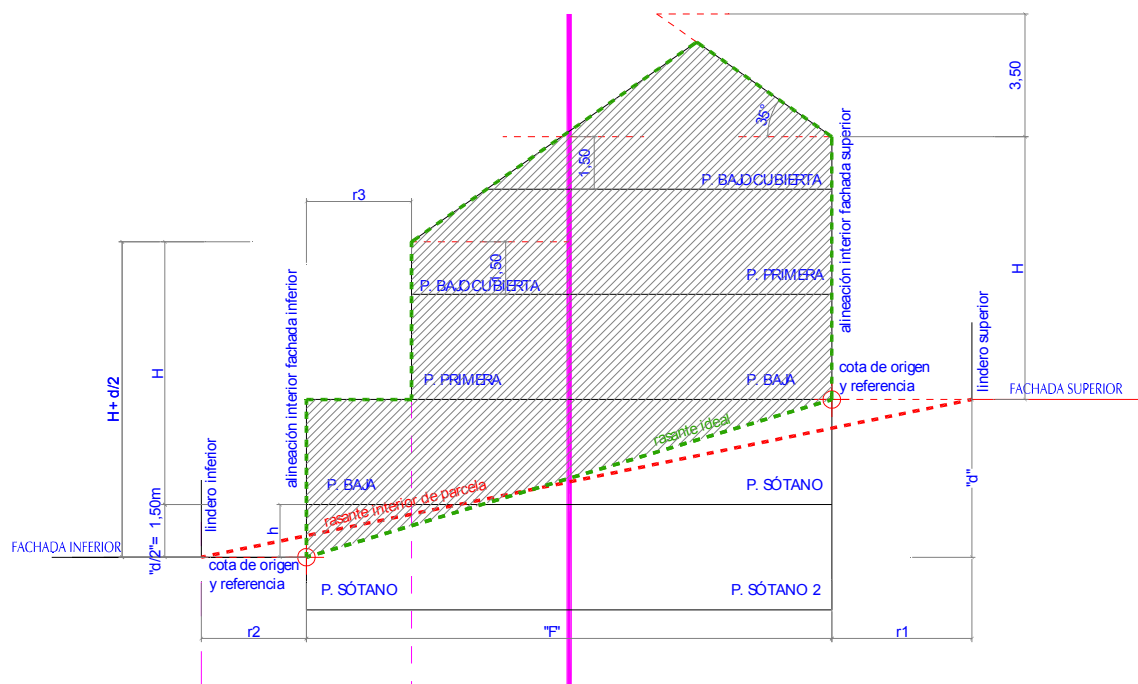 3,50
35°
1,50
P. BAJOCUBIERTA
alineación interior fachada superior
r3
H
1,50
P. PRIMERA
P. BAJOCUBIERTA
H
H+ d/2
alineación interior fachada inferior
lindero superior
P. PRIMERA
P. BAJA
cota de origen
y referencia
FACHADA SUPERIOR
rasante ideal
lindero inferior
P. BAJA
rasante interior de parcela
P. SÓTANO
"d"
"d/2"= 1,50m
h
FACHADA INFERIOR
cota de origen
y referencia
P. SÓTANO
P. SÓTANO 2
r2
"F"
r1